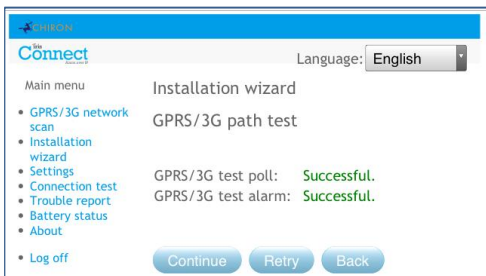 CHIRON
Iris
Connect
Language: English
Main menu
GPRS/3G network
scan
Installation
wizard
Settings
Connection test
Trouble report
Battery status
About
Log off
Installation wizard
GPRS/3G path test
GPRS/3G test poll: Successful.
GPRS/3G test alarm: Successful.
Continue Retry Back